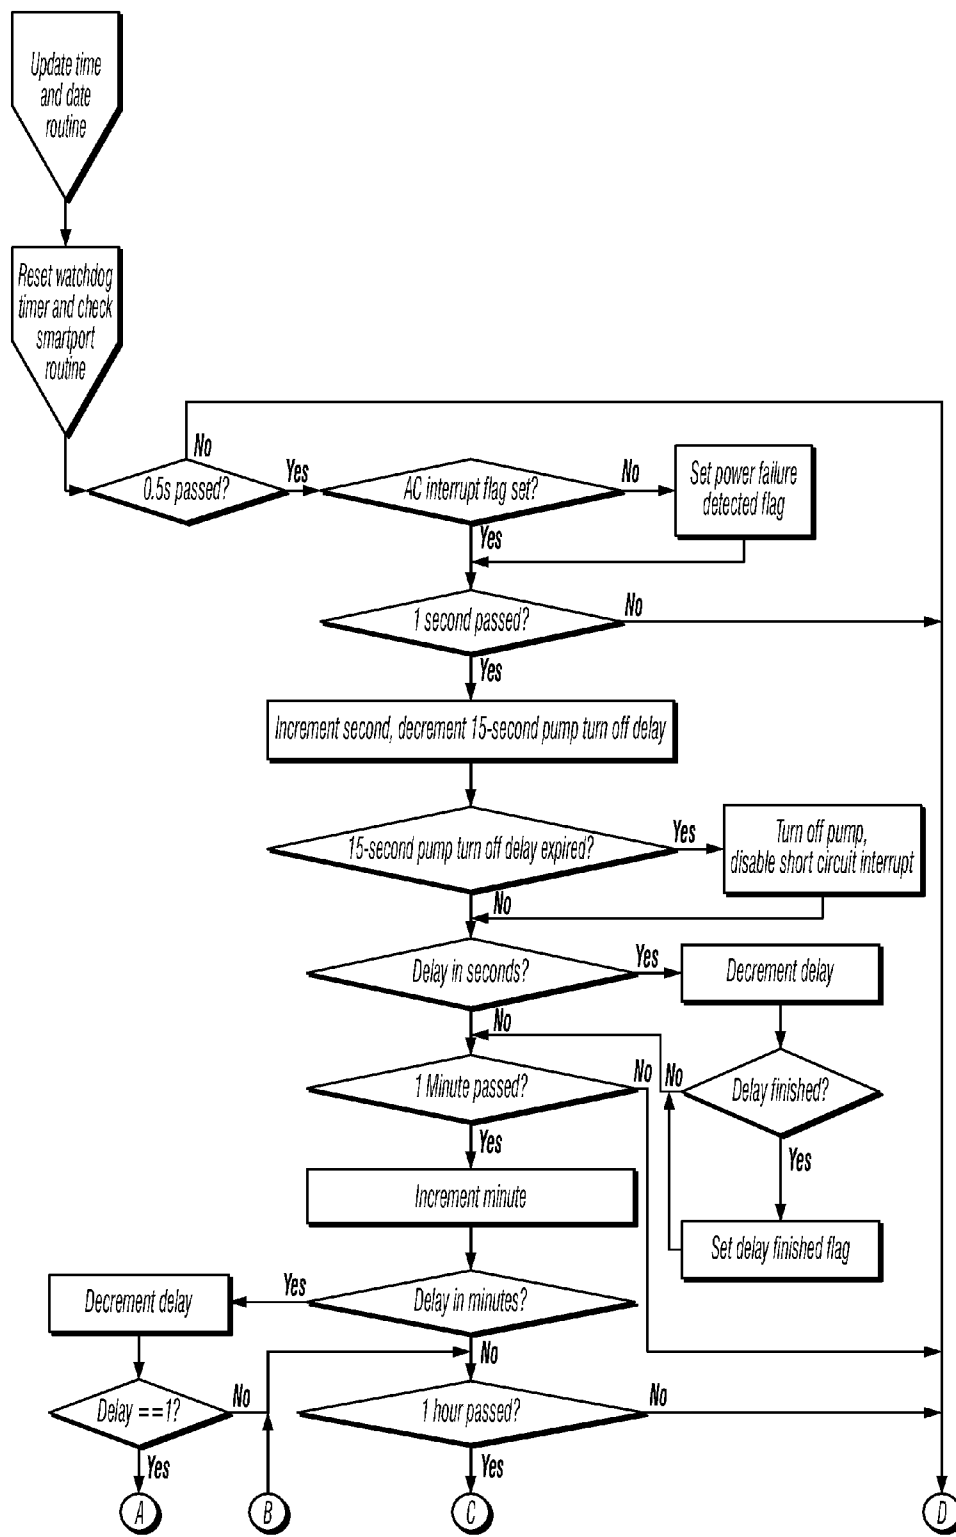 Update time
and date
routine
Reset watchdog
timer and check
smartport
routine
No
0.5s passed?
Yes
AC interrupt flag set?
No
Set power failure
detected flag
Yes
1 second passed?
No
Yes
Increment second, decrement 15-second pump turn off delay
15-second pump turn off delay expired?
Yes
Turn off pump,
disable short circuit interrupt
No
Delay in seconds?
Yes
Decrement delay
No
1 Minute passed?
No
No
Delay finished?
Yes
Yes
Increment minute
Set delay finished flag
Decrement delay
Yes
Delay in minutes?
No
Delay ==1?
No
1 hour passed?
No
Yes
Yes
A
B
C
D